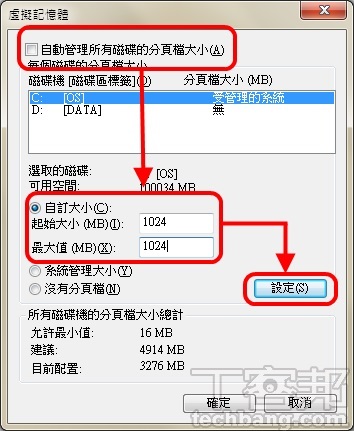 虛擬記憶體
自動管理所有磁碟的分頁檔大小(A)
每個磁碟的分頁檔大小
磁碟機 [磁碟區標籤](D) 分頁檔大小 (MB)
C: [OS] 受管理的系統
D: [DATA] 無
選取的磁碟: [OS]
可用空間: 100034 MB
自訂大小(C):
起始大小 (MB)(I): 1024
最大值 (MB)(X): 1024
系統管理大小(Y)
沒有分頁檔(N) 設定(S)
所有磁碟機的分頁檔大小總計
允許最小值: 16 MB
建議: 4914 MB
目前配置: 3276 MB
確定 取消
T客邦
techbang.com